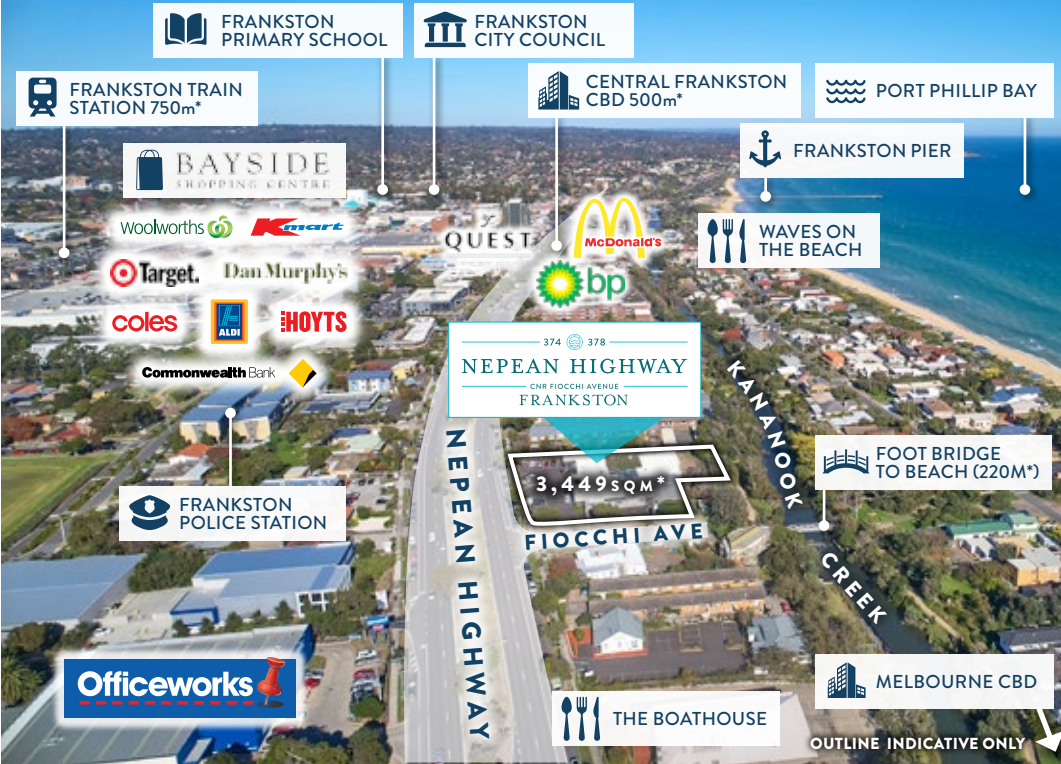 FRANKSTON
PRIMARY SCHOOL
FRANKSTON
CITY COUNCIL
FRANKSTON TRAIN
STATION 750m*
CENTRAL FRANKSTON
CBD 500m*
PORT PHILLIP BAY
FRANKSTON PIER
BAYSIDE
SHOPPING CENTRE
Woolworths
Kmart
QUEST
McDonald's
WAVES ON
THE BEACH
Target.
Dan Murphy's
bp
coles
ALDI
HOYTS
CommonwealthBank
374 378
NEPEAN HIGHWAY
CNR FIOCCHI AVENUE
FRANKSTON
KANANOOK
CREEK
NEPEAN HIGHWAY
3,449SQM*
FIOCCHI AVE
FOOT BRIDGE
TO BEACH (220M*)
FRANKSTON
POLICE STATION
Officeworks
THE BOATHOUSE
MELBOURNE CBD
OUTLINE INDICATIVE ONLY